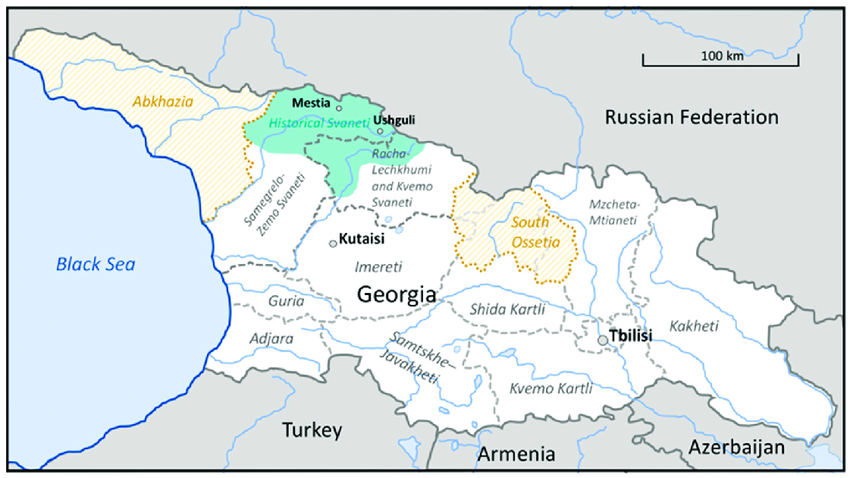 100 km
Abkhazia
Mestia
Historical Svaneti
Ushguli
Russian Federation
Racha-
Lechkhumi
and Kvemo
Svaneti
Samegrelo-
Zemo Svaneti
Mzcheta-
Mtianeti
South
Ossetia
Kutaisi
Black Sea
Imereti
Georgia
Guria
Shida Kartli
Adjara
Tbilisi
Kakheti
Samtskhe–
Javakheti
Kvemo Kartli
Turkey
Armenia
Azerbaijan